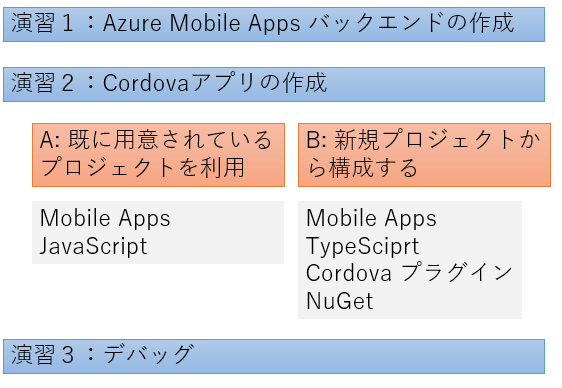 演習１：Azure Mobile Apps バックエンドの作成
演習２：Cordovaアプリの作成
A: 既に用意されている
プロジェクトを利用
Mobile Apps
JavaScript
B: 新規プロジェクトか
ら構成する
Mobile Apps
TypeSciprt
Cordova プラグイン
NuGet
演習３：デバッグ